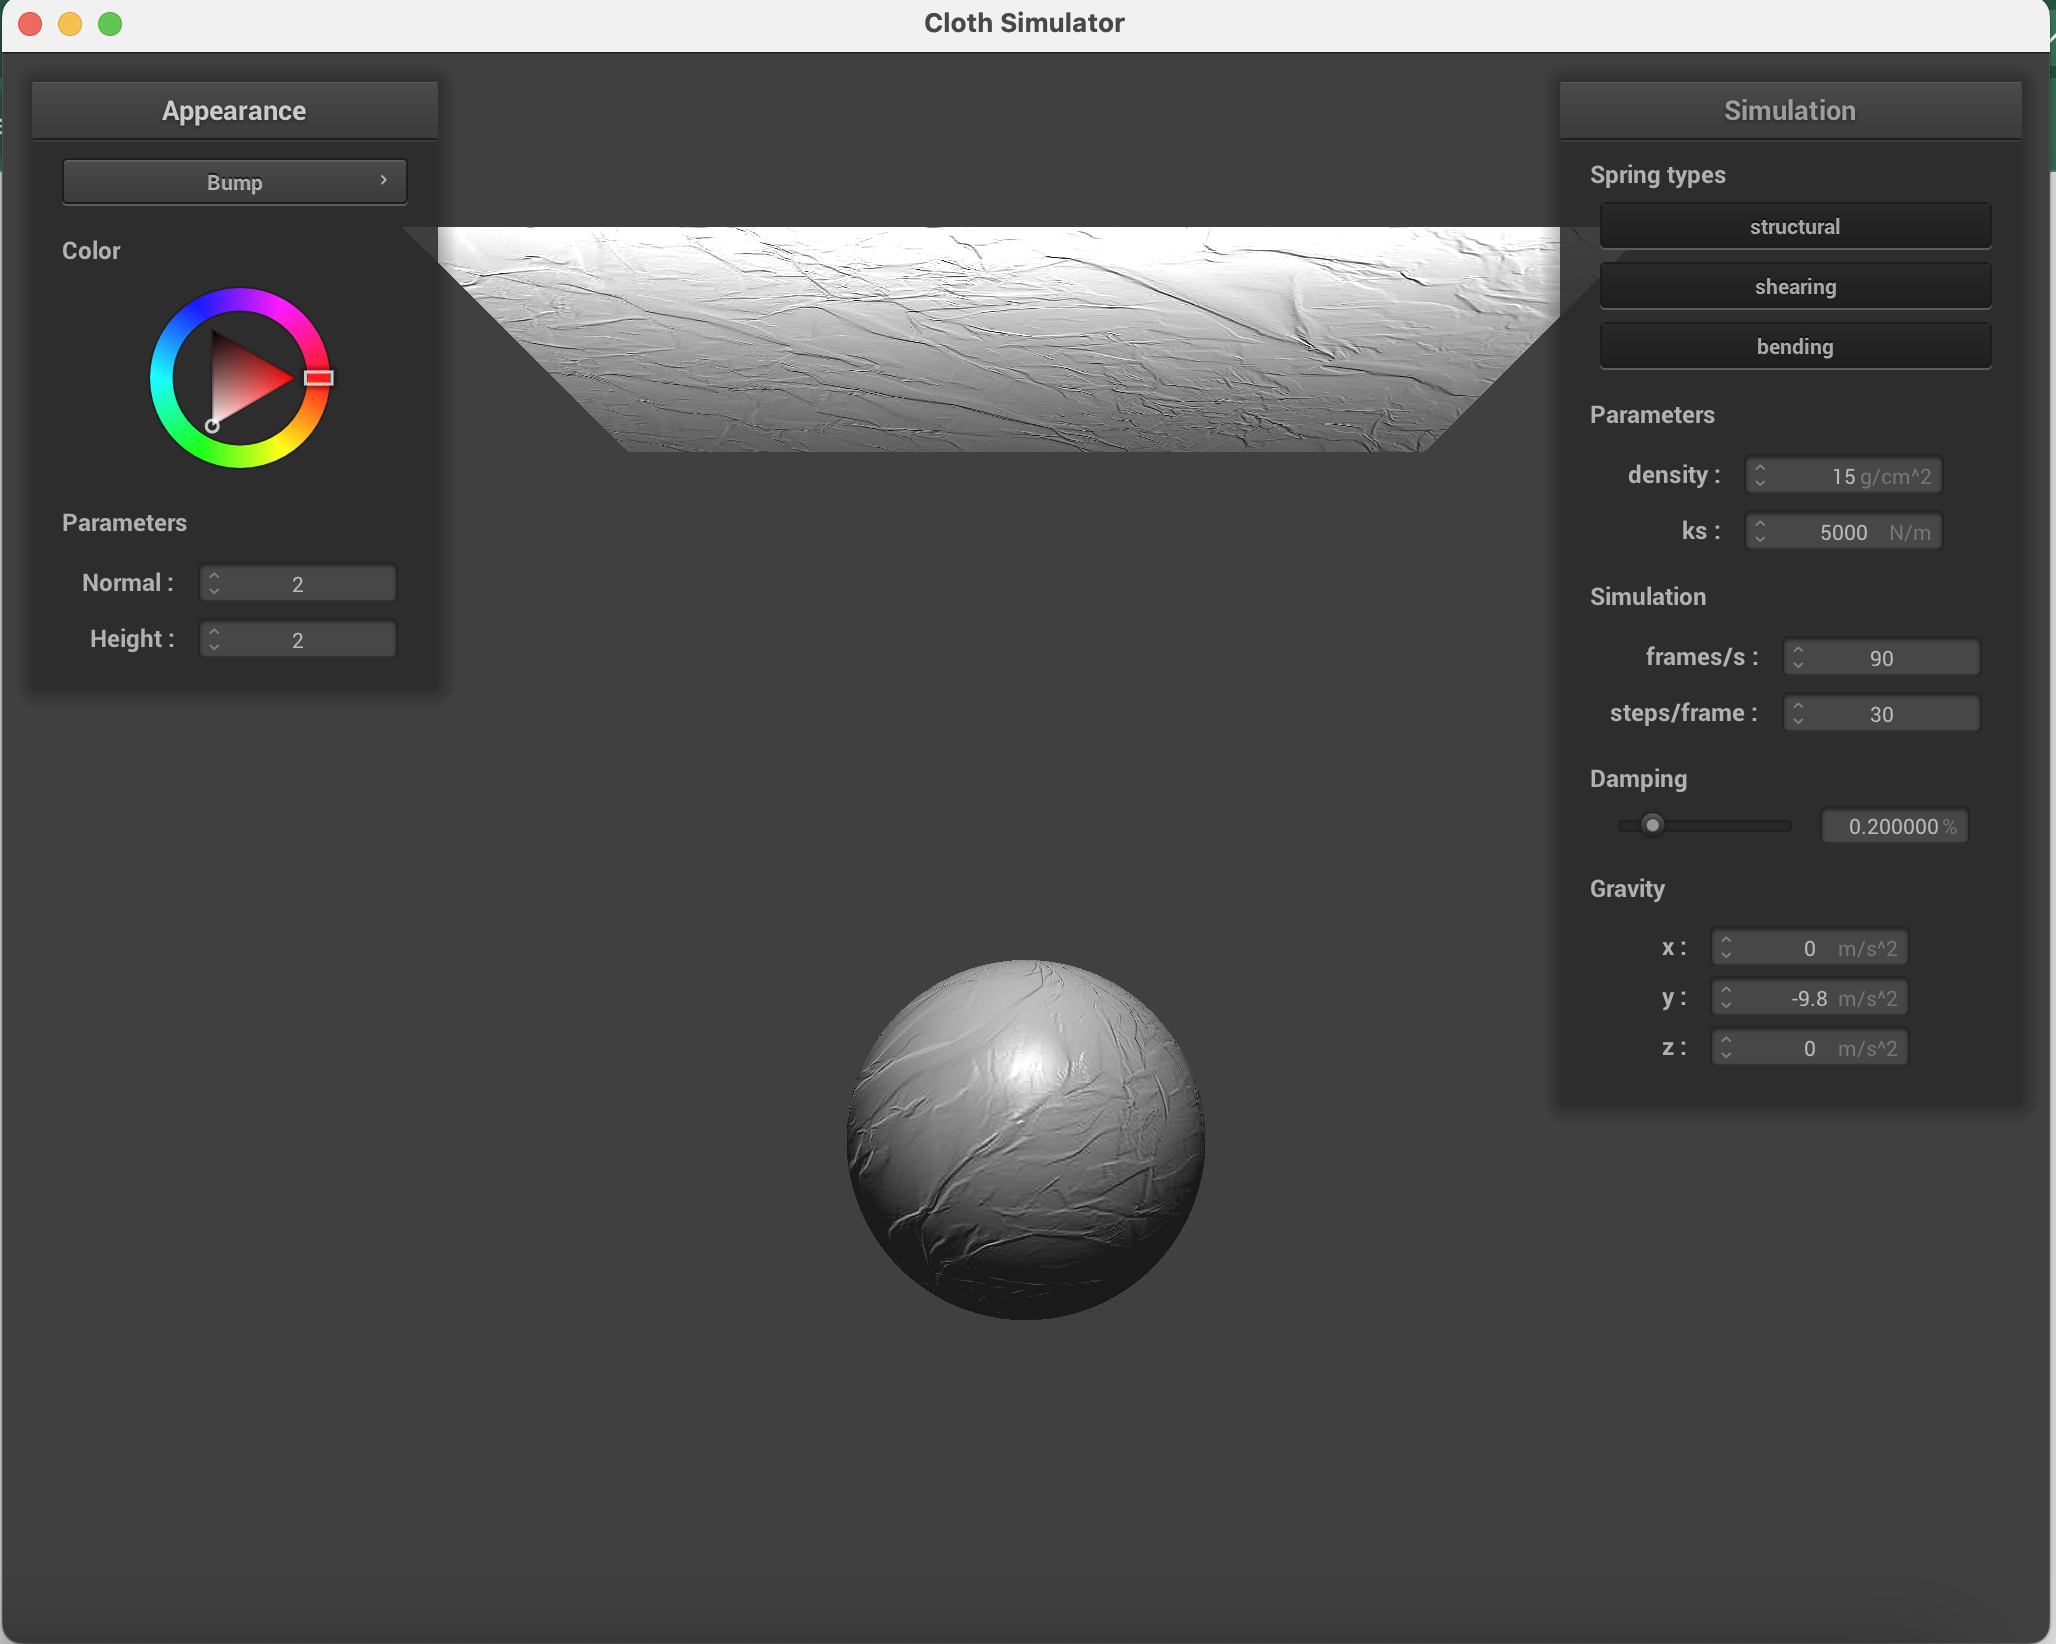 Cloth Simulator
Appearance
Bump
Color
Parameters
Normal : 2
Height : 2
Simulation
Spring types
structural
shearing
bending
Parameters
density : 15 g/cm^2
ks : 5000 N/m
Simulation
frames/s : 90
steps/frame : 30
Damping
0.200000 %
Gravity
x : 0 m/s^2
y : -9.8 m/s^2
z : 0 m/s^2